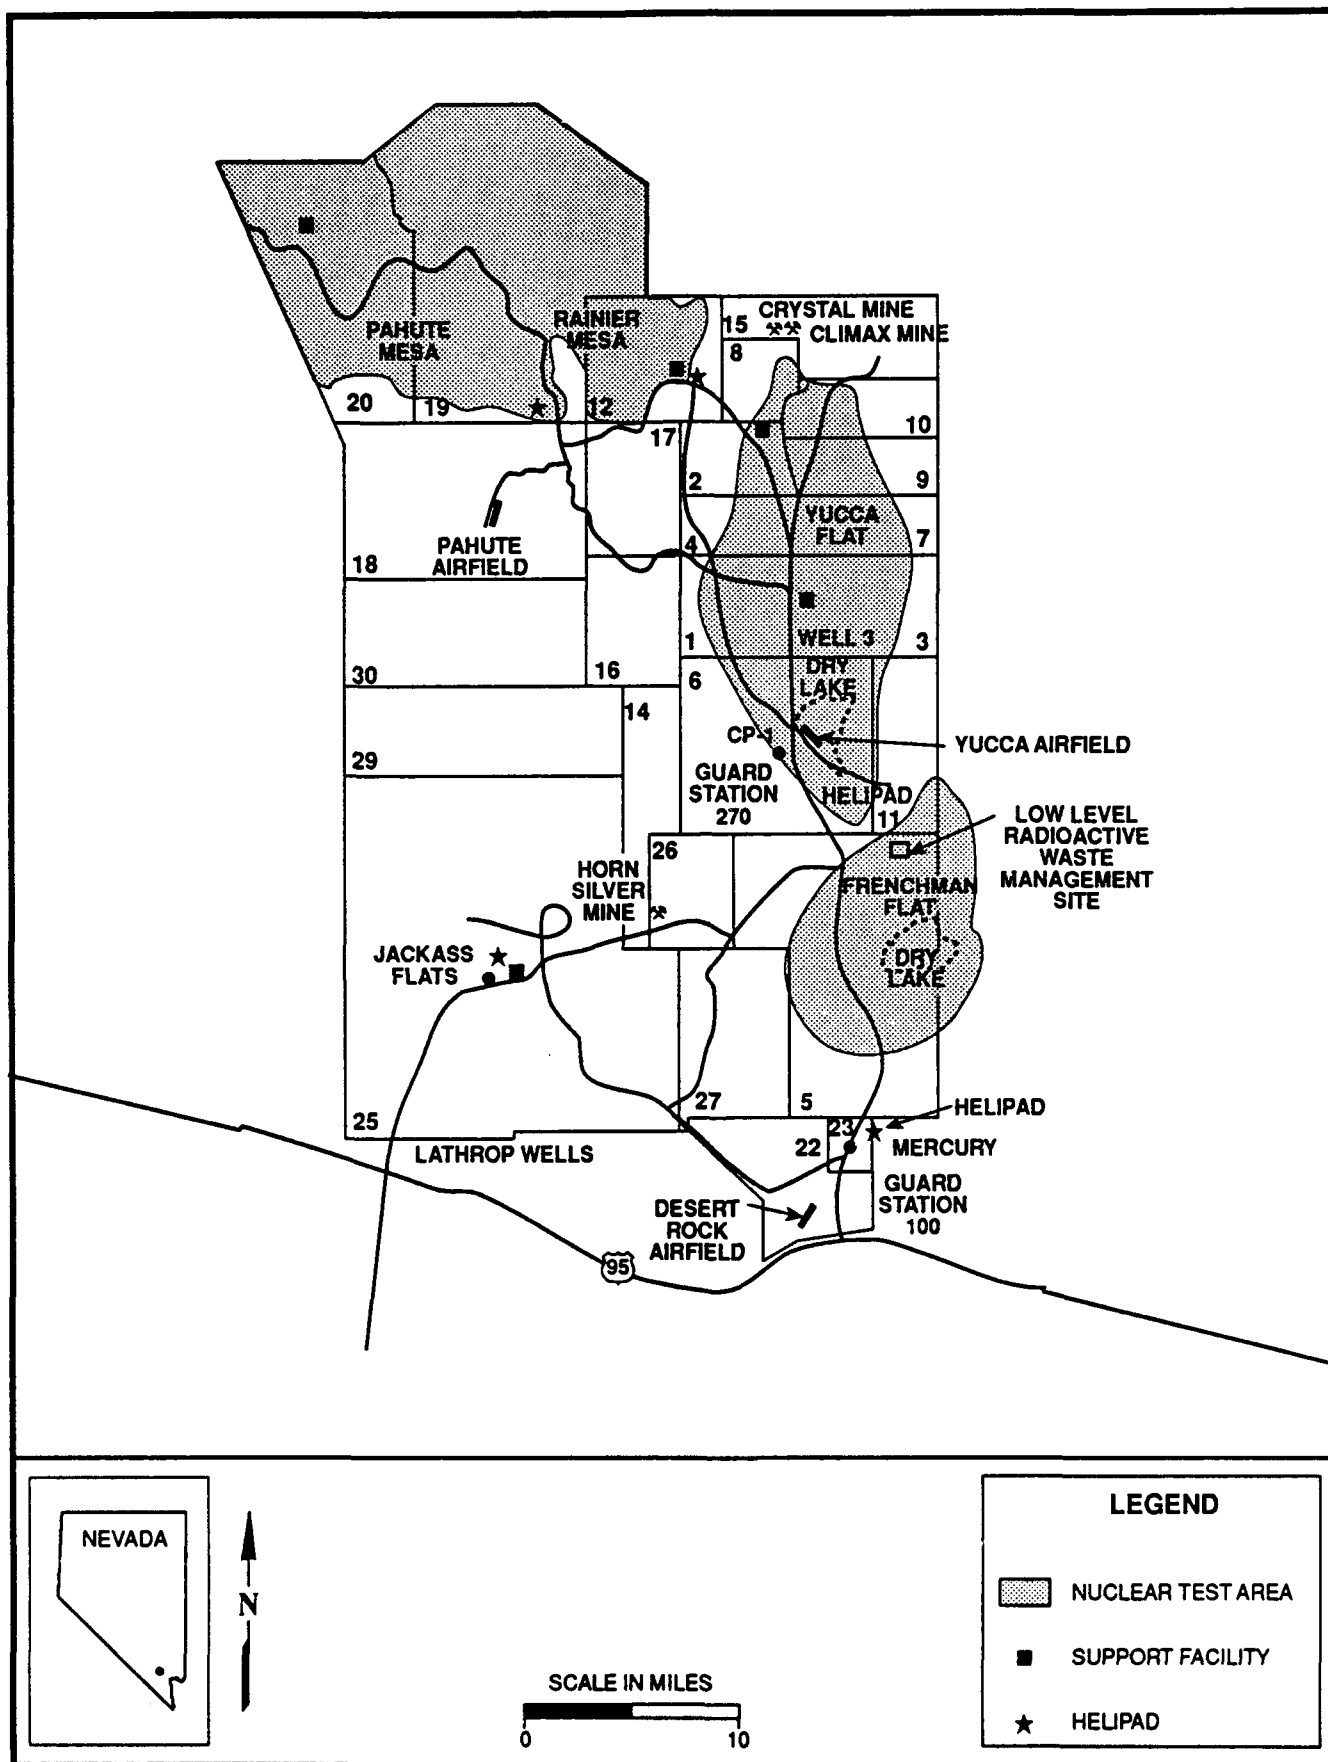 CRYSTAL MINE
15
CLIMAX MINE
RAINIER
MESA
PAHUTE
MESA
8
20
19
12
10
17
2
9
YUCCA
FLAT
7
4
PAHUTE
AIRFIELD
18
1
WELL 3
3
30
16
6
DRY
LAKE
14
CP-1
YUCCA AIRFIELD
29
GUARD
STATION
270
HELIPAD
11
LOW LEVEL
RADIOACTIVE
WASTE
MANAGEMENT
SITE
26
HORN
SILVER
MINE
FRENCHMAN
FLAT
JACKASS
FLATS
DRY
LAKE
25
27
5
HELIPAD
23
22
MERCURY
LATHROP WELLS
GUARD
STATION
100
DESERT
ROCK
AIRFIELD
95
NEVADA
N
SCALE IN MILES
0
10
LEGEND
NUCLEAR TEST AREA
SUPPORT FACILITY
HELIPAD